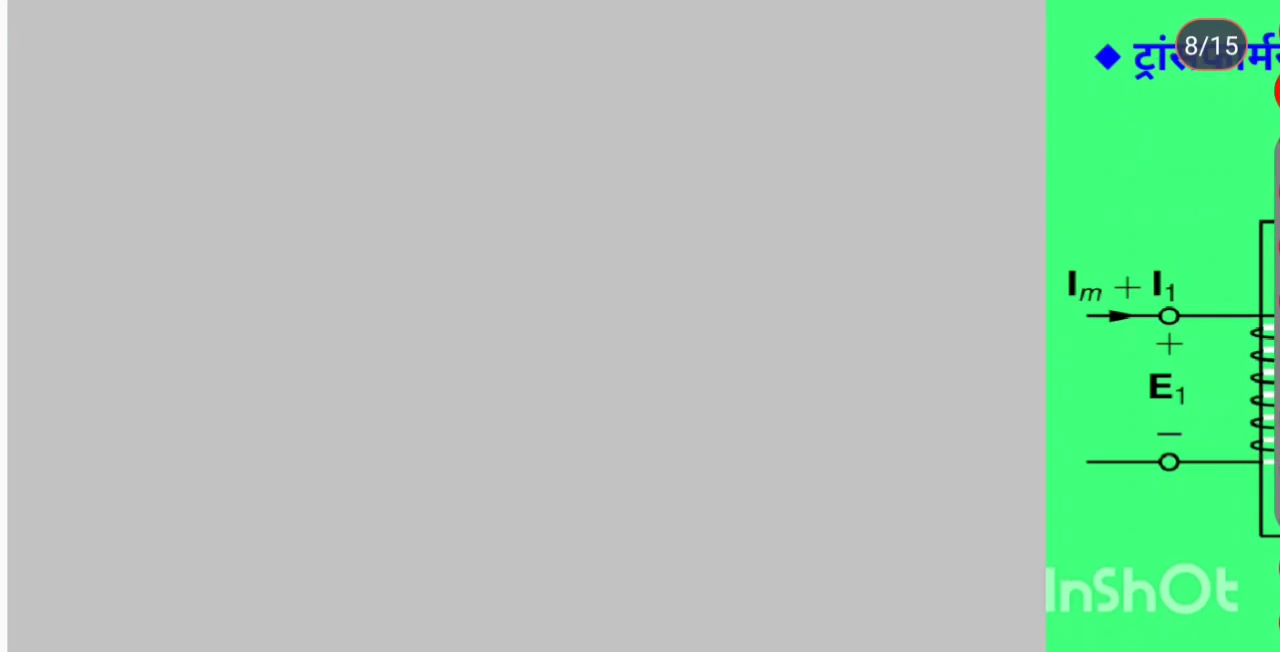 8/15
◆
Iₘ + I₁
+
E₁
−
InShOt